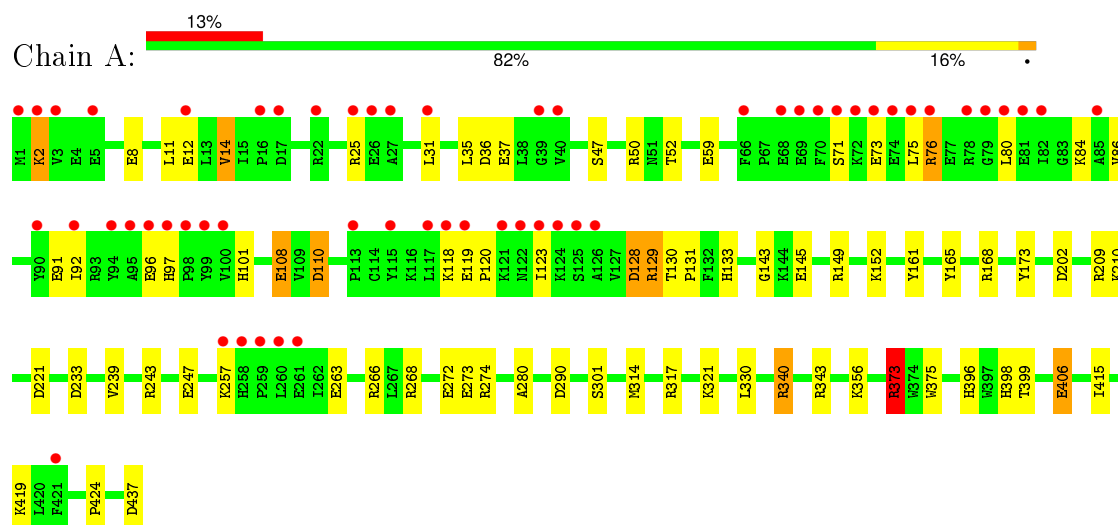 13%
Chain A:
82% 16% •
M1 K2 V3 E4 E5 E8 L11 E12 L13 V14 I15 P16 D17 R22 R25 E26 A27 L31 L35 D36 E37 L38 G39 V40 S47 R50 N51 T52 E59 F66 P67 E68 E69 F70 S71 K72 E73 E74 L75 R76 E77 R78 G79 L80 E81 I82 G83 K84 A85 V86
Y90 E91 I92 R93 Y94 A95 E96 H97 P98 Y99 V100 H101 E108 V109 D110 P113 C114 Y115 K116 L117 K118 E119 P120 K121 N122 I123 K124 S125 A126 V127 D128 R129 T130 P131 F132 H133 G143 K144 E145 R149 K152 Y161 Y165 R168 Y173 D202 R209 K210
D221 D233 V239 R243 E247 K257 H258 P259 L260 E261 I262 E263 R266 L267 R268 E272 E273 R274 A280 D290 S301 M314 R317 K321 L330 R340 R343 K356 R373 W374 W375 H396 W397 H398 T399 E406 I415
K419 L420 F421 P424 D437